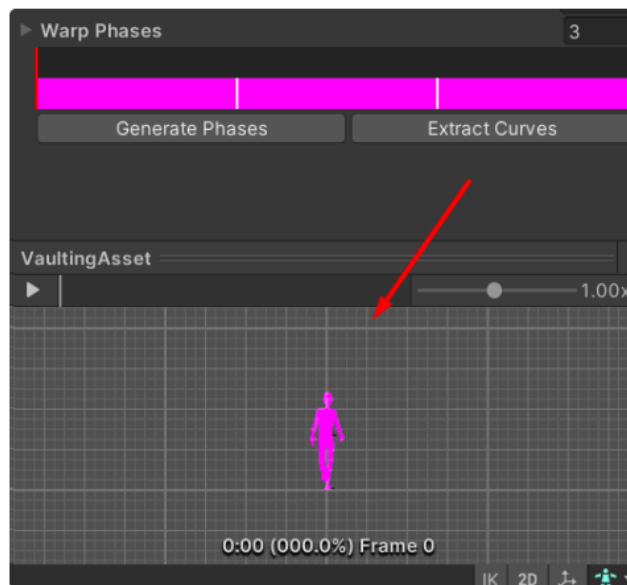 Warp Phases 3
Generate Phases Extract Curves
VaultingAsset
1.00x
0:00 (000.0%) Frame 0
IK 2D